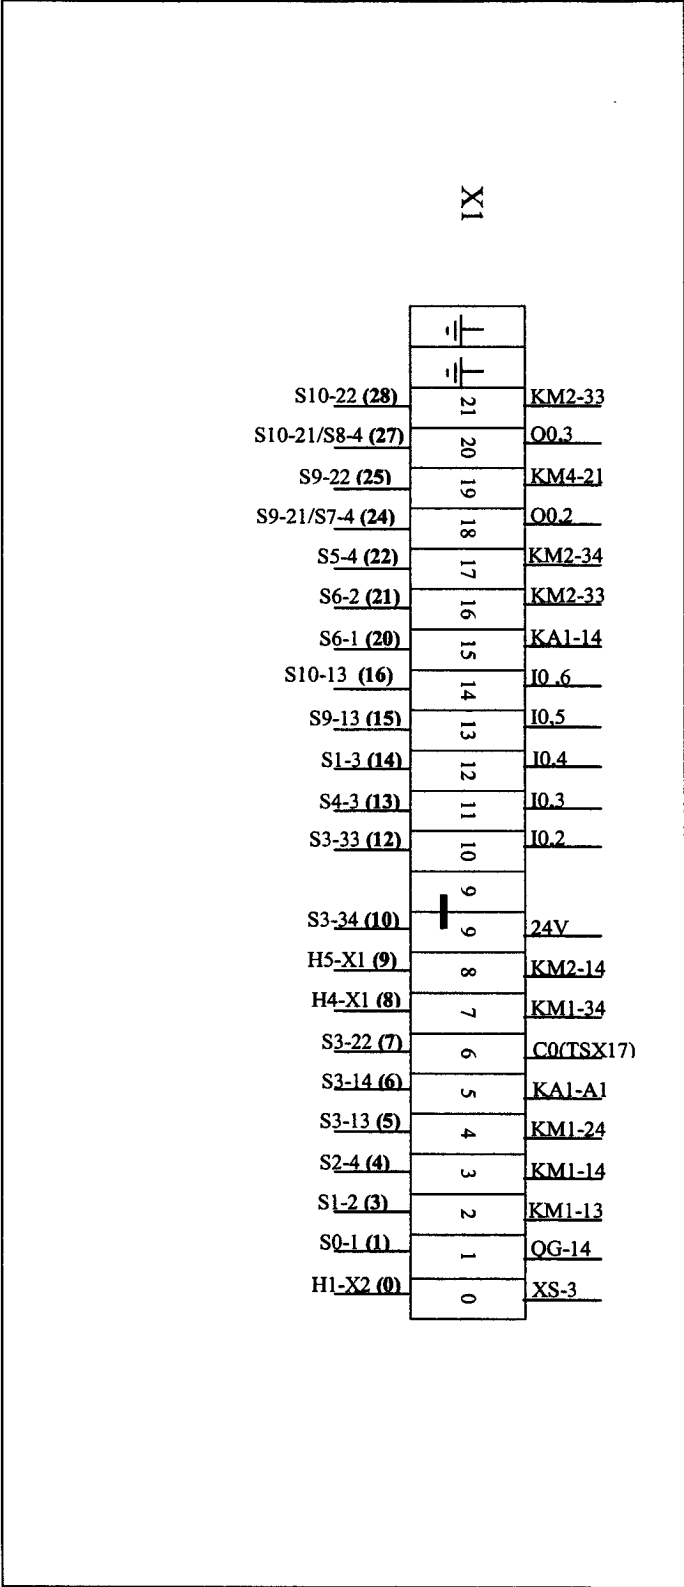 X1
S10-22 (28) 21 KM2-33
S10-21/S8-4 (27) 20 O0.3
S9-22 (25) 19 KM4-21
S9-21/S7-4 (24) 18 O0.2
S5-4 (22) 17 KM2-34
S6-2 (21) 16 KM2-33
S6-1 (20) 15 KA1-14
S10-13 (16) 14 I0.6
S9-13 (15) 13 I0,5
S1-3 (14) 12 I0.4
S4-3 (13) 11 I0.3
S3-33 (12) 10 I0.2
9
S3-34 (10) 9 24V
H5-X1 (9) 8 KM2-14
H4-X1 (8) 7 KM1-34
S3-22 (7) 6 C0(TSX17)
S3-14 (6) 5 KA1-A1
S3-13 (5) 4 KM1-24
S2-4 (4) 3 KM1-14
S1-2 (3) 2 KM1-13
S0-1 (1) 1 QG-14
H1-X2 (0) 0 XS-3